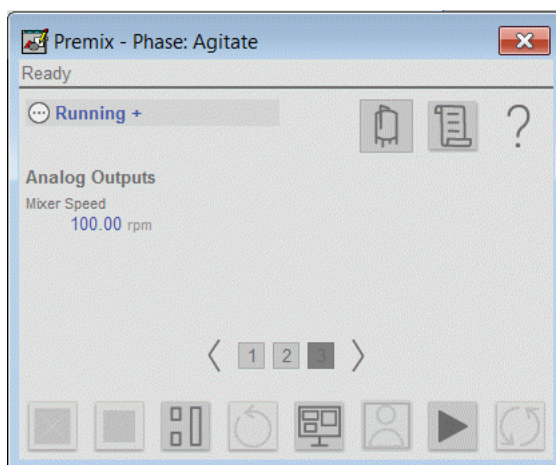 Premix - Phase: Agitate
Ready
Running +
?
Analog Outputs
Mixer Speed
100.00 rpm
1 2 3